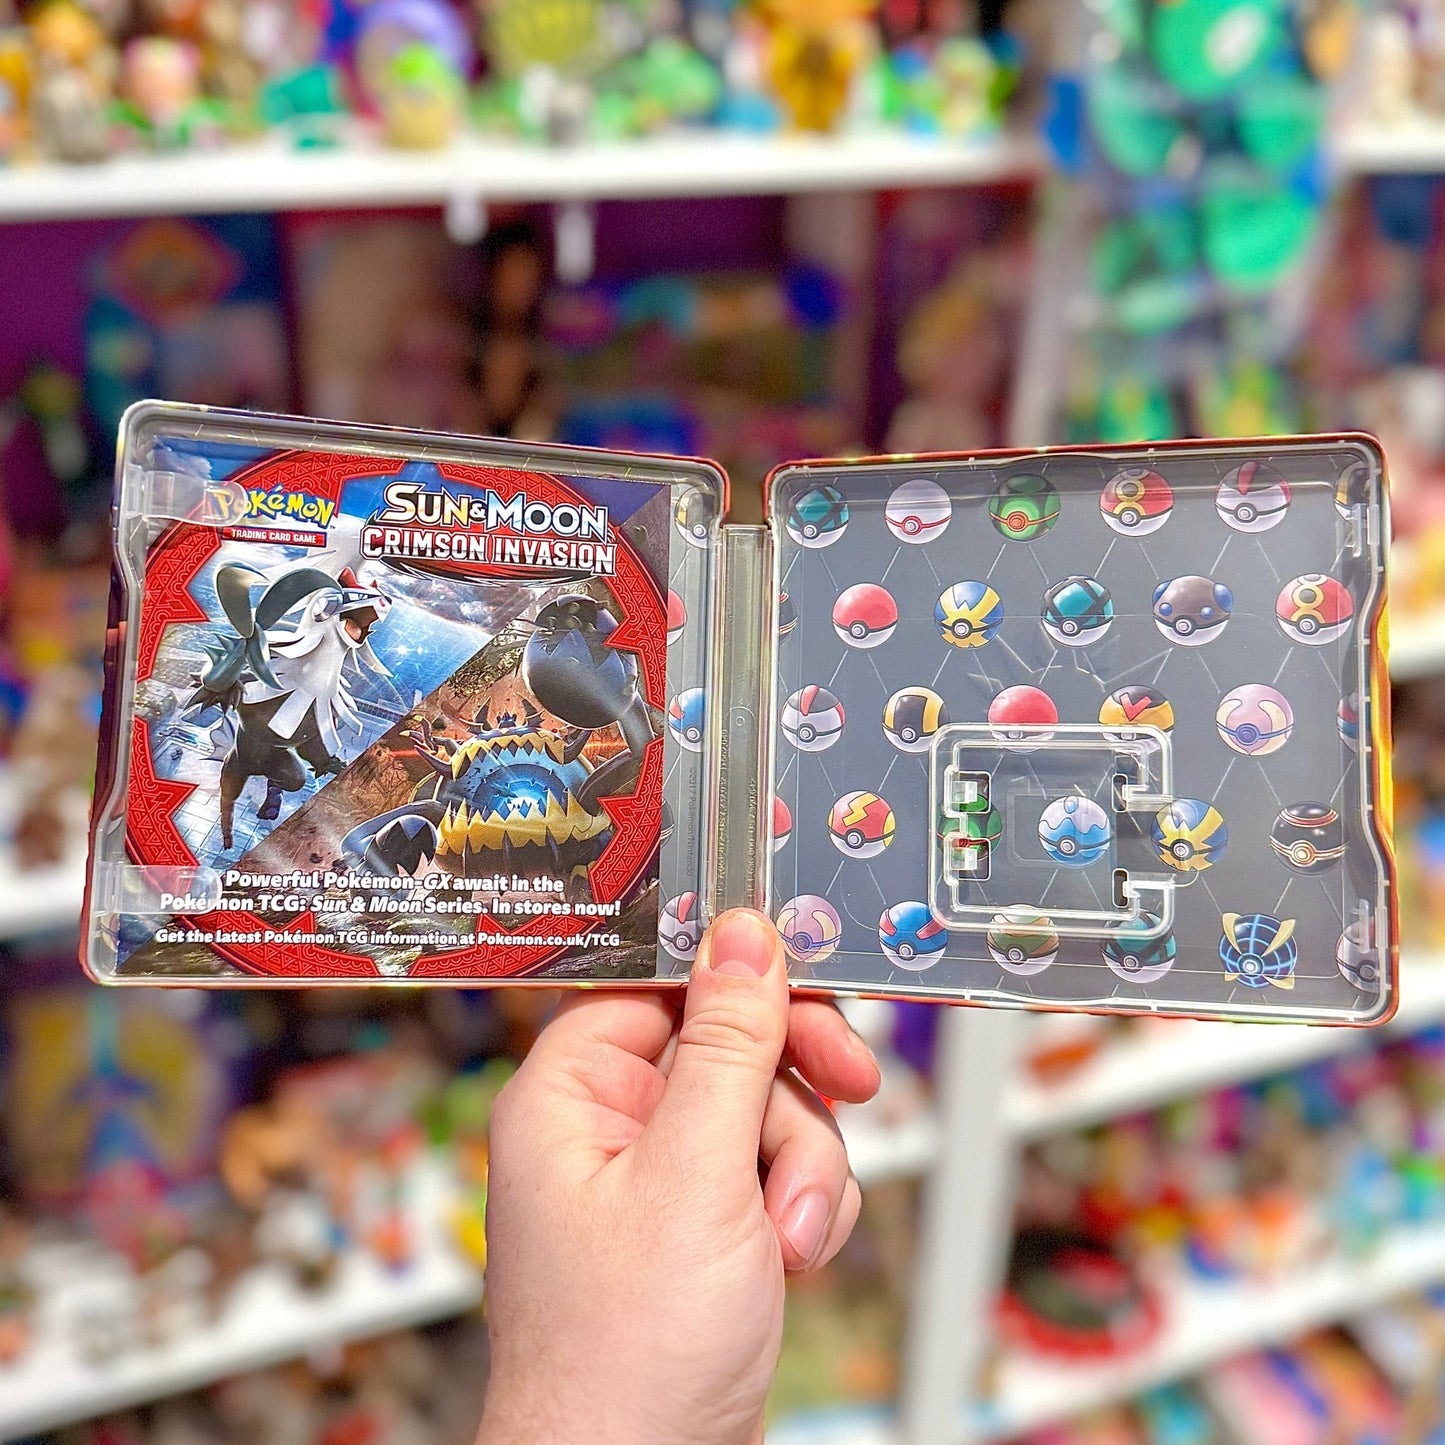 POKéMON
TRADING CARD GAME
SUN & MOON
CRIMSON INVASION
Powerful Pokémon-GX await in the
Pokémon TCG: Sun & Moon Series. In stores now!
Get the Latest Pokémon TCG information at Pokemon.co.uk/TCG